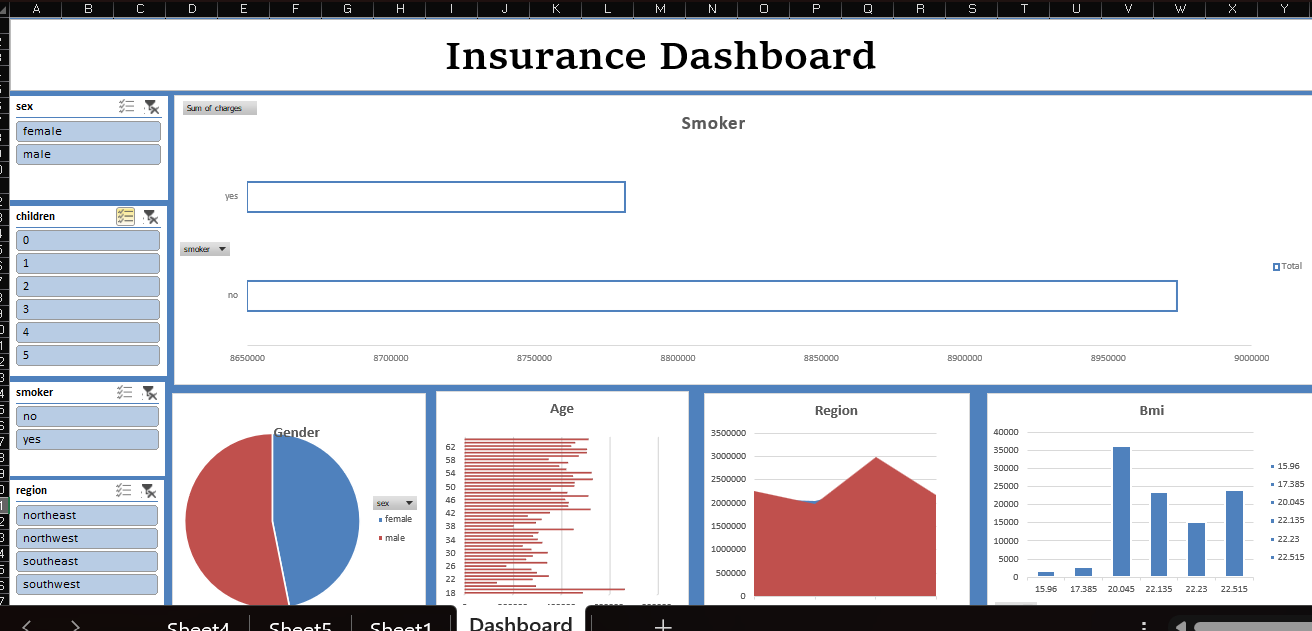 A B C D E F G H I J K L M N O P Q R S T U V W X Y
Insurance Dashboard
sex
female
male
children
0
1
2
3
4
5
smoker
no
yes
region
northeast
northwest
southeast
southwest
Sum of charges
Smoker
yes
smoker
no
Total
8650000 8700000 8750000 8800000 8850000 8900000 8950000 9000000
Gender
sex
female
male
Age
62
58
54
50
46
42
38
34
30
26
22
18
Region
3500000
3000000
2500000
2000000
1500000
1000000
500000
0
Bmi
40000
35000
30000
25000
20000
15000
10000
5000
0
15.96 17.385 20.045 22.135 22.23 22.515
15.96
17.385
20.045
22.135
22.23
22.515
Sheet4 Sheet5 Sheet1 Dashboard